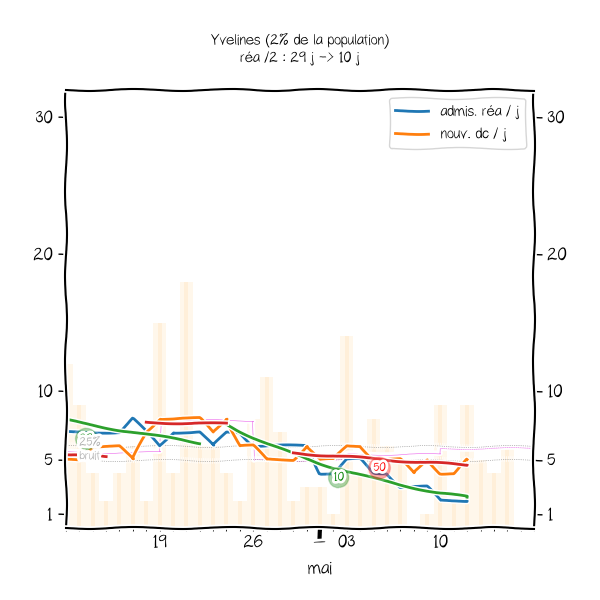 Yvelines (2% de la population)
réa /2 : 29 j -> 10 j
admis. réa / j
nouv. dc / j
30
30
20
20
10
10
5
5
1
1
25%
bruit
10
50
19
26
03
10
mai